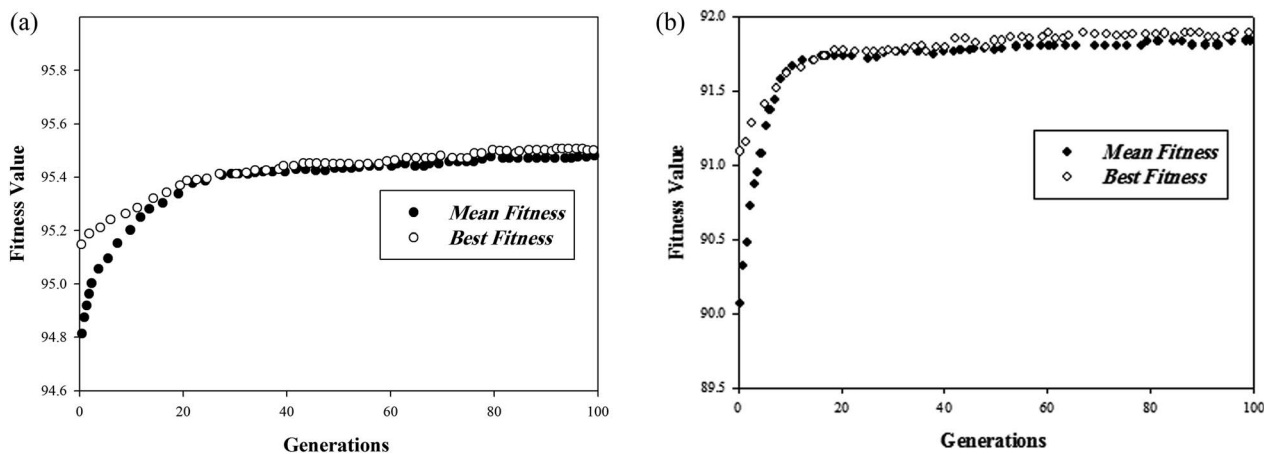 (a)
95.8
95.6
95.4
95.2
95.0
94.8
94.6
Fitness Value
Mean Fitness
Best Fitness
0 20 40 60 80 100
Generations
(b)
92.0
91.5
91.0
90.5
90.0
89.5
Fitness Value
Mean Fitness
Best Fitness
0 20 40 60 80 100
Generations